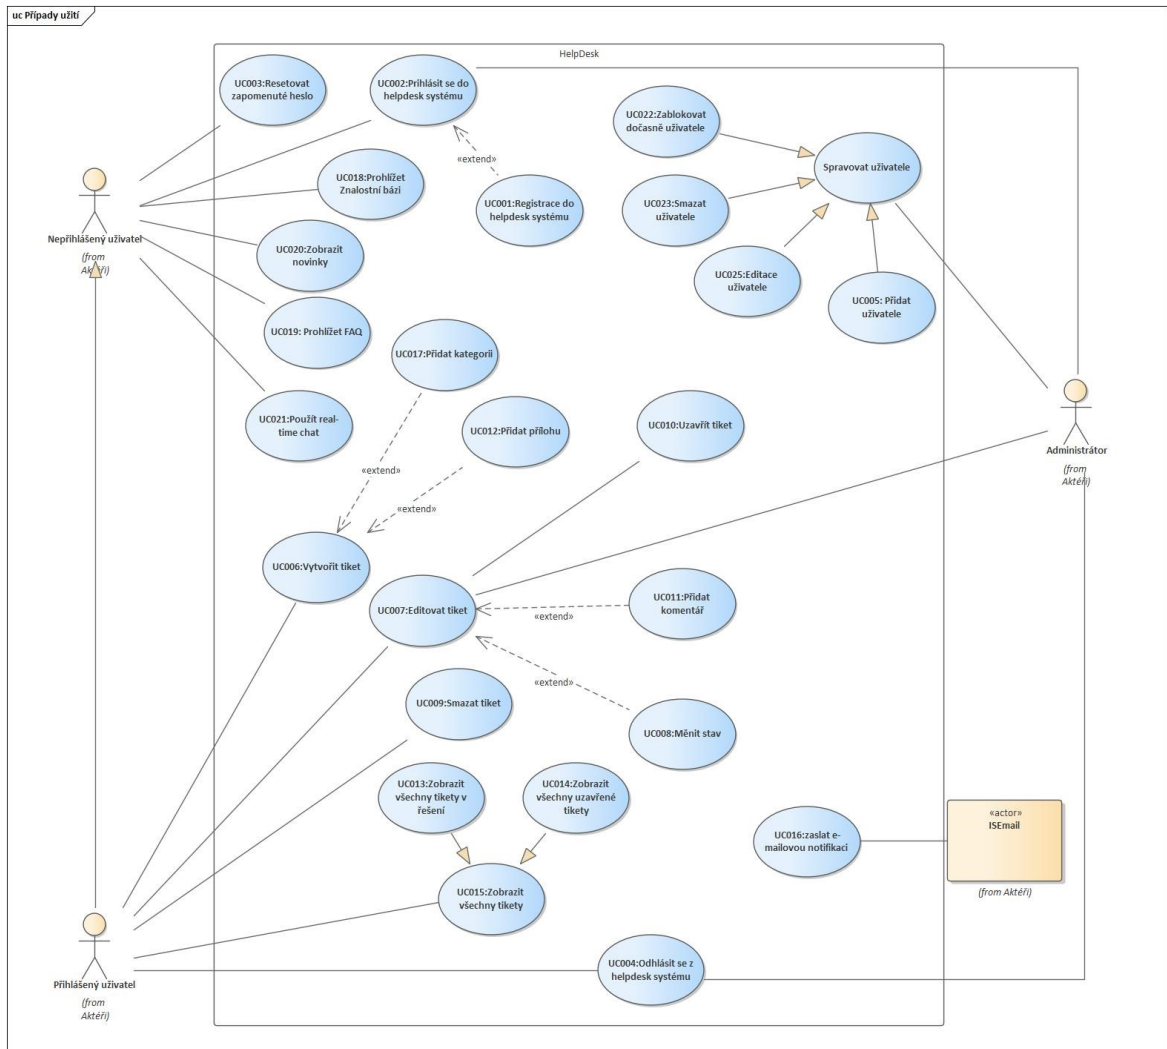 uc Případy užití
HelpDesk
UC003:Resetovat
zapomenuté heslo
UC002:Prihlásit se do
helpdesk systému
UC022:Zablokovat
dočasně uživatele
Spravovat uživatele
«extend»
UC018:Prohlížet
Znalostní bázi
UC001:Registrace do
helpdesk systému
UC023:Smazat
uživatele
Nepřihlášený uživatel
(from
Aktéři)
UC020:Zobrazit
novinky
UC025:Editace
uživatele
UC005: Přidat
uživatele
UC019: Prohlížet FAQ
UC017:Přidat kategorii
UC021:Použít real-
time chat
UC012:Přidat přílohu
UC010:Uzavřít tiket
Administrátor
(from
Aktéři)
«extend»
«extend»
UC006:Vytvořit tiket
UC007:Editovat tiket
UC011:Přidat
komentář
«extend»
«extend»
UC009:Smazat tiket
UC008:Měnit stav
UC013:Zobrazit
všechny tikety v
řešení
UC014:Zobrazit
všechny uzavřené
tikety
«actor»
ISEmail
UC016:zaslat e-
mailovou notifikaci
(from Aktéři)
UC015:Zobrazit
všechny tikety
UC004:Odhlásit se z
helpdesk systému
Přihlášený uživatel
(from
Aktéři)